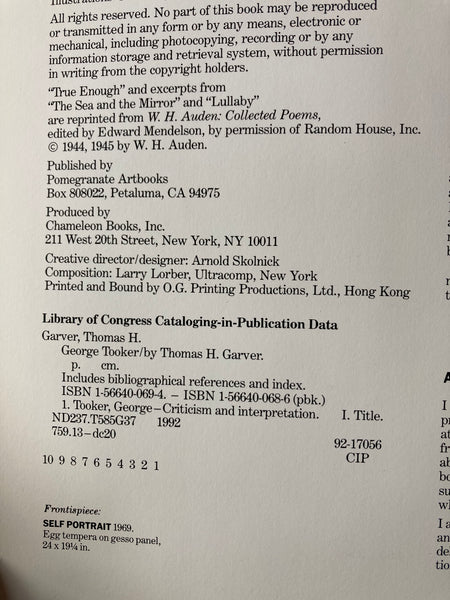 All rights reserved. No part of this book may be reproduced
or transmitted in any form or by any means, electronic or
mechanical, including photocopying, recording or by any
information storage and retrieval system, without permission
in writing from the copyright holders.
“True Enough” and excerpts from
“The Sea and the Mirror” and “Lullaby”
are reprinted from W. H. Auden: Collected Poems,
edited by Edward Mendelson, by permission of Random House, Inc.
© 1944, 1945 by W. H. Auden.
Published by
Pomegranate Artbooks
Box 808022, Petaluma, CA 94975
Produced by
Chameleon Books, Inc.
211 West 20th Street, New York, NY 10011
Creative director/designer: Arnold Skolnick
Composition: Larry Lorber, Ultracomp, New York
Printed and Bound by O.G. Printing Productions, Ltd., Hong Kong
Library of Congress Cataloging-in-Publication Data
Garver, Thomas H.
George Tooker/by Thomas H. Garver.
p. cm.
Includes bibliographical references and index.
ISBN 1-56640-069-4. – ISBN 1-56640-068-6 (pbk.)
1. Tooker, George–Criticism and interpretation. I. Title.
ND237.T585G37 1992
759.13–dc20
92-17056
CIP
10 9 8 7 6 5 4 3 2 1
Frontispiece:
SELF PORTRAIT 1969.
Egg tempera on gesso panel,
24 x 19¼ in.